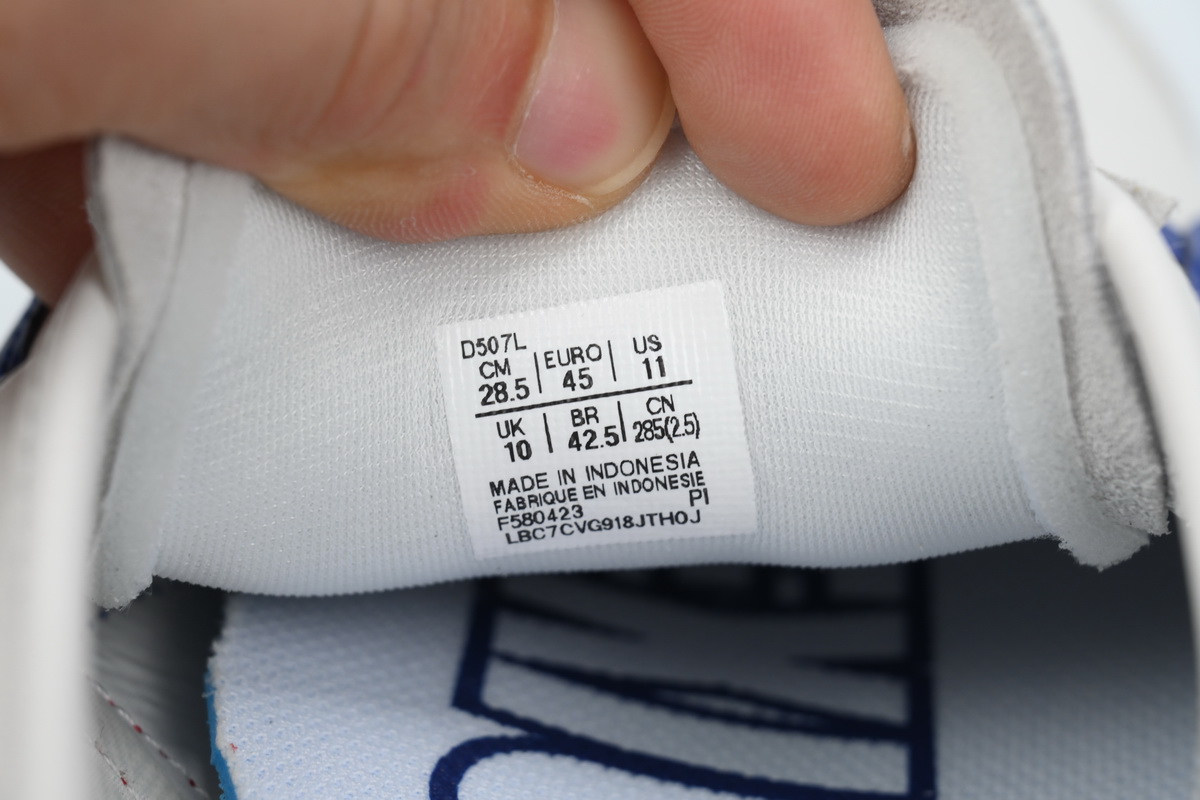 D507L
CM EURO US
28.5 45 11
UK BR CN
10 42.5 285(2.5)
MADE IN INDONESIA
FABRIQUE EN INDONESIE
F580423 PI
LBC7CVG918JTH0J